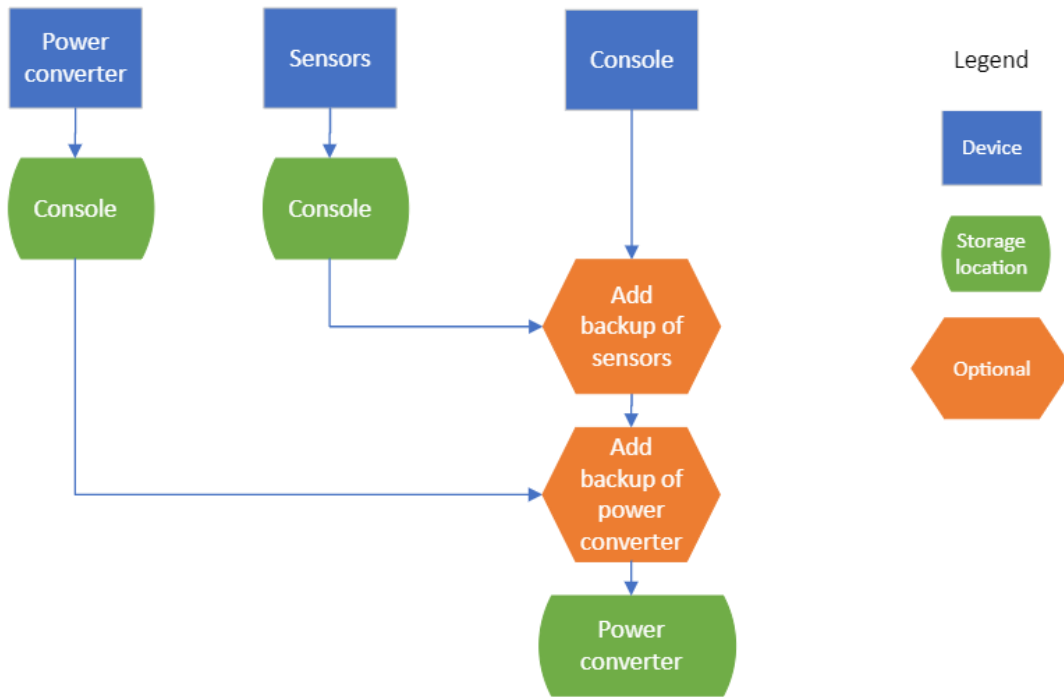 Power
converter
Sensors
Console
Legend
Device
Console
Console
Storage
location
Add
backup of
sensors
Optional
Add
backup of
power
converter
Power
converter